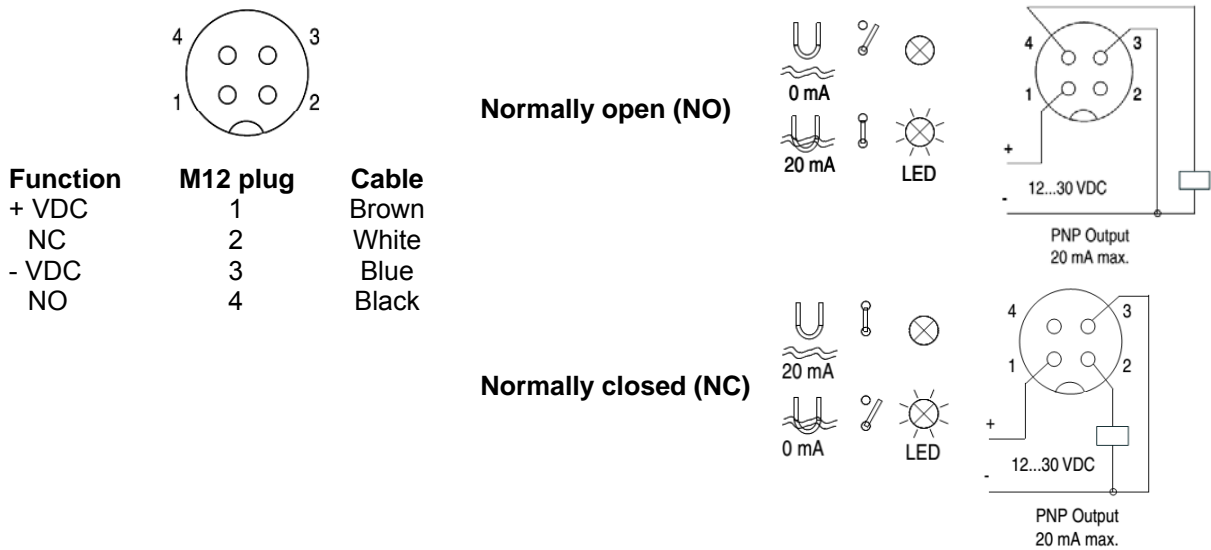 4 3
1 2
Function M12 plug Cable
+ VDC 1 Brown
NC 2 White
- VDC 3 Blue
NO 4 Black
Normally open (NO)
0 mA
20 mA
LED
4 3
1 2
+
12...30 VDC
-
PNP Output
20 mA max.
Normally closed (NC)
20 mA
0 mA
LED
4 3
1 2
+
12...30 VDC
-
PNP Output
20 mA max.